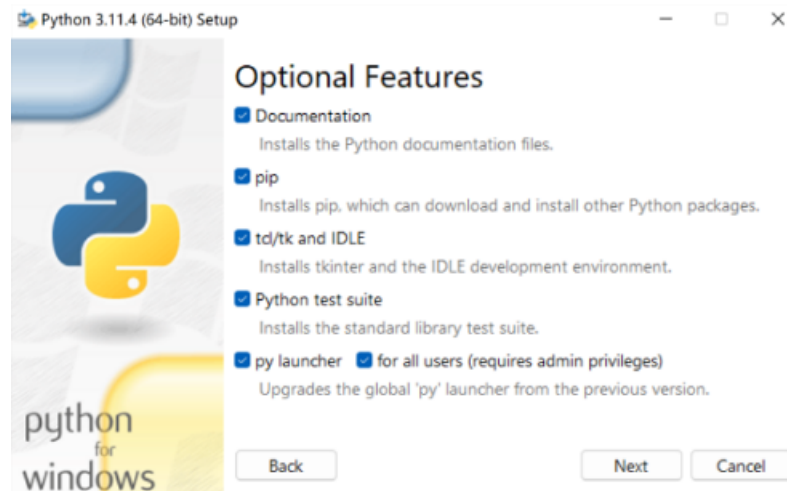 Python 3.11.4 (64-bit) Setup
Optional Features
Documentation
Installs the Python documentation files.
pip
Installs pip, which can download and install other Python packages.
tcl/tk and IDLE
Installs tkinter and the IDLE development environment.
Python test suite
Installs the standard library test suite.
py launcher for all users (requires admin privileges)
Upgrades the global 'py' launcher from the previous version.
python
for
windows
Back Next Cancel